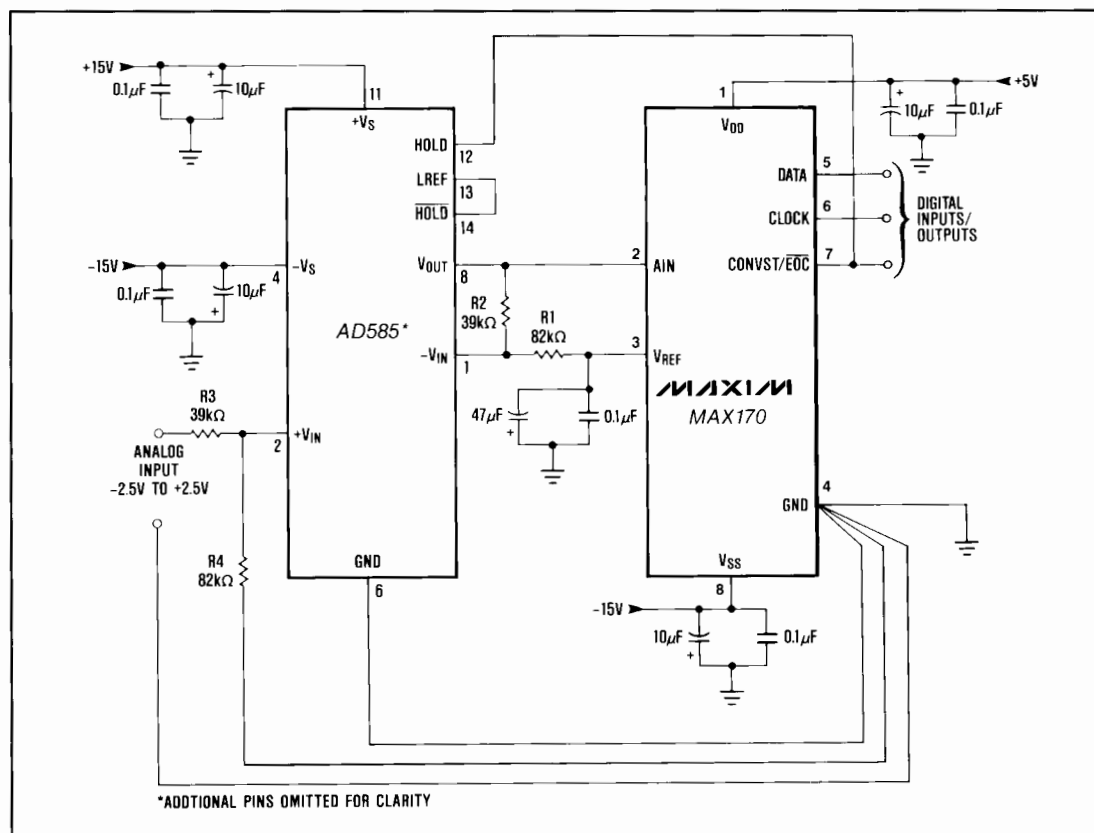 +15V
0.1µF
+
10µF
11
+VS
HOLD
12
LREF
13
HOLD
14
-15V
4
-VS
0.1µF
10µF
+
VOUT
8
AD585*
-VIN
1
R2
39kΩ
R1
82kΩ
47µF
+
0.1µF
R3
39kΩ
+VIN
2
ANALOG
INPUT
-2.5V TO +2.5V
R4
82kΩ
GND
6
1
VDD
+5V
+
10µF
0.1µF
DATA
5
CLOCK
6
CONVST/EOC
7
DIGITAL
INPUTS/
OUTPUTS
2
AIN
3
VREF
MAXIM
MAX170
4
GND
VSS
8
-15V
10µF
+
0.1µF
*ADDTIONAL PINS OMITTED FOR CLARITY